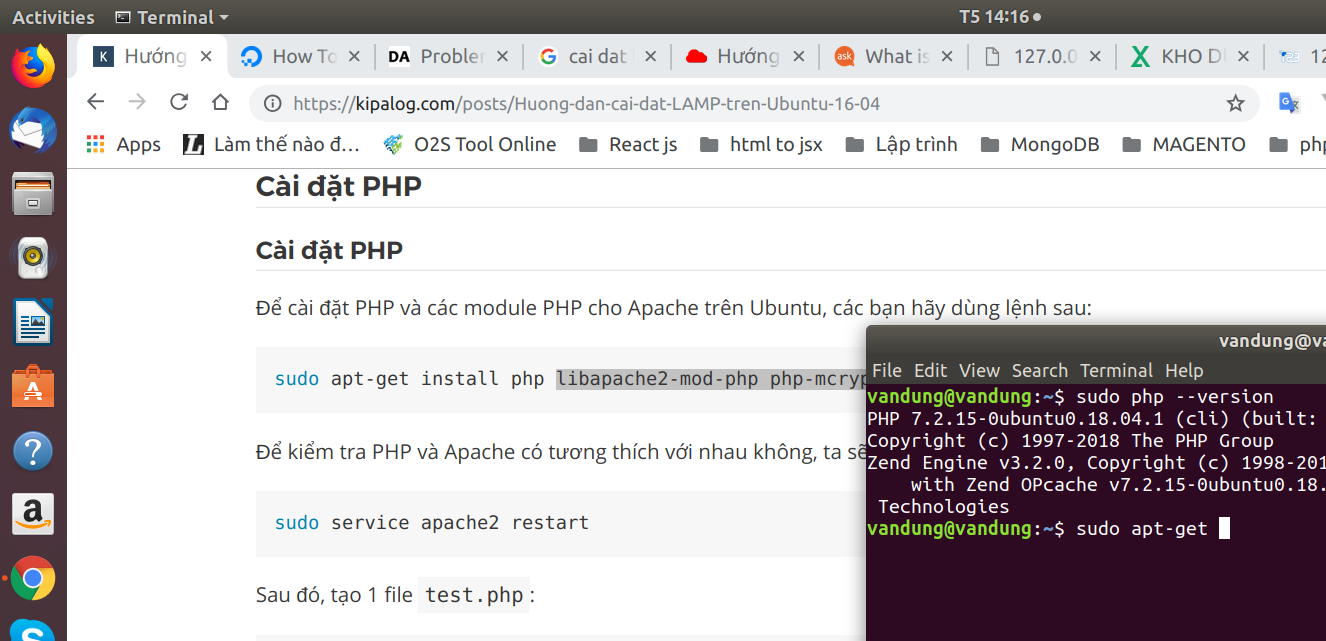 Activities Terminal T5 14:16
Hướng How To DA Problem cai dat Hướng ask What is 127.0.0 KHO D 123 12
https://kipalog.com/posts/Huong-dan-cai-dat-LAMP-tren-Ubuntu-16-04
Apps Làm thế nào đ... O2S Tool Online React js html to jsx Lập trình MongoDB MAGENTO php
Cài đặt PHP
Cài đặt PHP
Để cài đặt PHP và các module PHP cho Apache trên Ubuntu, các bạn hãy dùng lệnh sau:
sudo apt-get install php libapache2-mod-php php-mcryp
Để kiểm tra PHP và Apache có tương thích với nhau không, ta sẽ
sudo service apache2 restart
Sau đó, tạo 1 file test.php:
vandung@va
File Edit View Search Terminal Help
vandung@vandung:~$ sudo php --version
PHP 7.2.15-0ubuntu0.18.04.1 (cli) (built:
Copyright (c) 1997-2018 The PHP Group
Zend Engine v3.2.0, Copyright (c) 1998-201
with Zend OPcache v7.2.15-0ubuntu0.18.
Technologies
vandung@vandung:~$ sudo apt-get